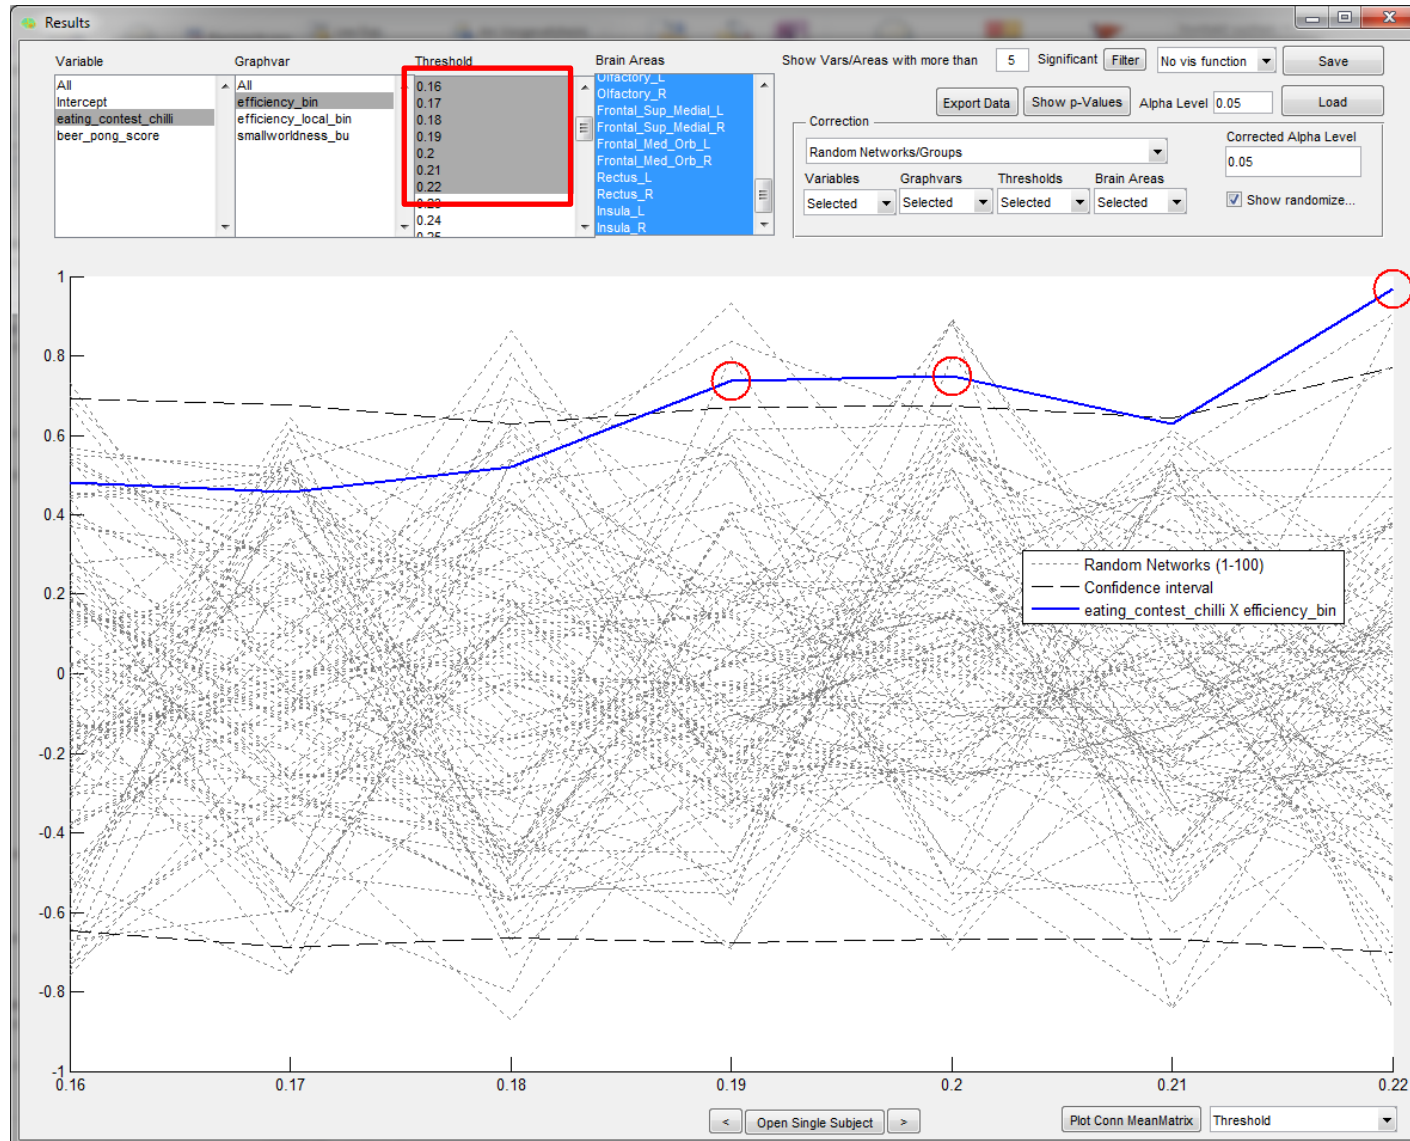 Results
Variable
Graphvar
Threshold
Brain Areas
Show Vars/Areas with more than 5 Significant Filter No vis function Save
All
Intercept
eating_contest_chilli
beer_pong_score
All
efficiency_bin
efficiency_local_bin
smallworldness_bu
0.16
0.17
0.18
0.19
0.2
0.21
0.22
0.23
0.24
0.25
Olfactory_L
Olfactory_R
Frontal_Sup_Medial_L
Frontal_Sup_Medial_R
Frontal_Med_Orb_L
Frontal_Med_Orb_R
Rectus_L
Rectus_R
Insula_L
Insula_R
Export Data Show p-Values Alpha Level 0.05 Load
Correction
Random Networks/Groups
Corrected Alpha Level
0.05
Variables Graphvars Thresholds Brain Areas
Selected Selected Selected Selected
Show randomize...
1
0.8
0.6
0.4
0.2
0
-0.2
-0.4
-0.6
-0.8
-1
Random Networks (1-100)
Confidence interval
eating_contest_chilli X efficiency_bin
0.16 0.17 0.18 0.19 0.2 0.21 0.22
< Open Single Subject > Plot Conn MeanMatrix Threshold